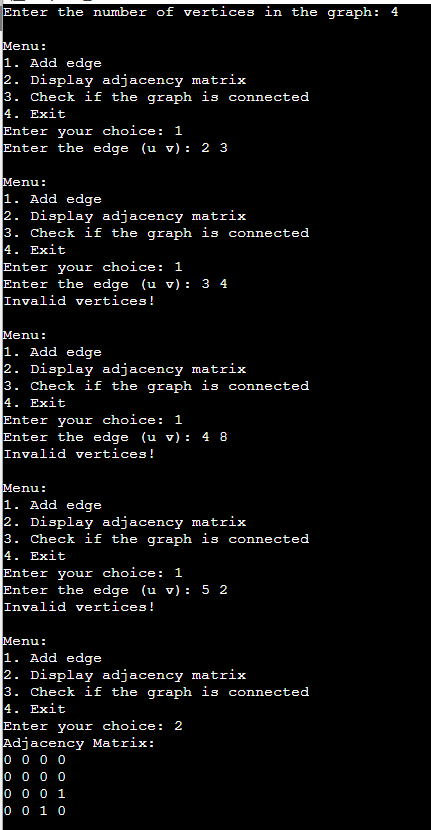 Enter the number of vertices in the graph: 4
Menu:
1. Add edge
2. Display adjacency matrix
3. Check if the graph is connected
4. Exit
Enter your choice: 1
Enter the edge (u v): 2 3
Menu:
1. Add edge
2. Display adjacency matrix
3. Check if the graph is connected
4. Exit
Enter your choice: 1
Enter the edge (u v): 3 4
Invalid vertices!
Menu:
1. Add edge
2. Display adjacency matrix
3. Check if the graph is connected
4. Exit
Enter your choice: 1
Enter the edge (u v): 4 8
Invalid vertices!
Menu:
1. Add edge
2. Display adjacency matrix
3. Check if the graph is connected
4. Exit
Enter your choice: 1
Enter the edge (u v): 5 2
Invalid vertices!
Menu:
1. Add edge
2. Display adjacency matrix
3. Check if the graph is connected
4. Exit
Enter your choice: 2
Adjacency Matrix:
0 0 0 0
0 0 0 0
0 0 0 1
0 0 1 0